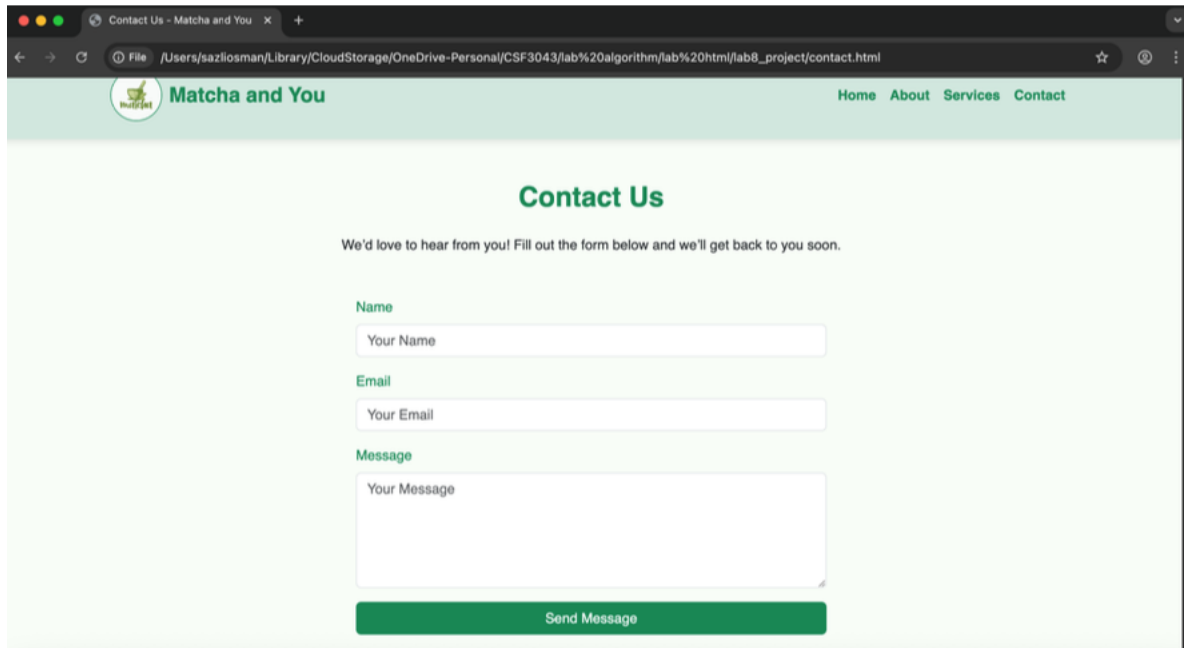 Contact Us - Matcha and You
File /Users/sazliosman/Library/CloudStorage/OneDrive-Personal/CSF3043/lab%20algorithm/lab%20html/lab8_project/contact.html
Matcha and You
Home About Services Contact
Contact Us
We'd love to hear from you! Fill out the form below and we'll get back to you soon.
Name
Your Name
Email
Your Email
Message
Your Message
Send Message